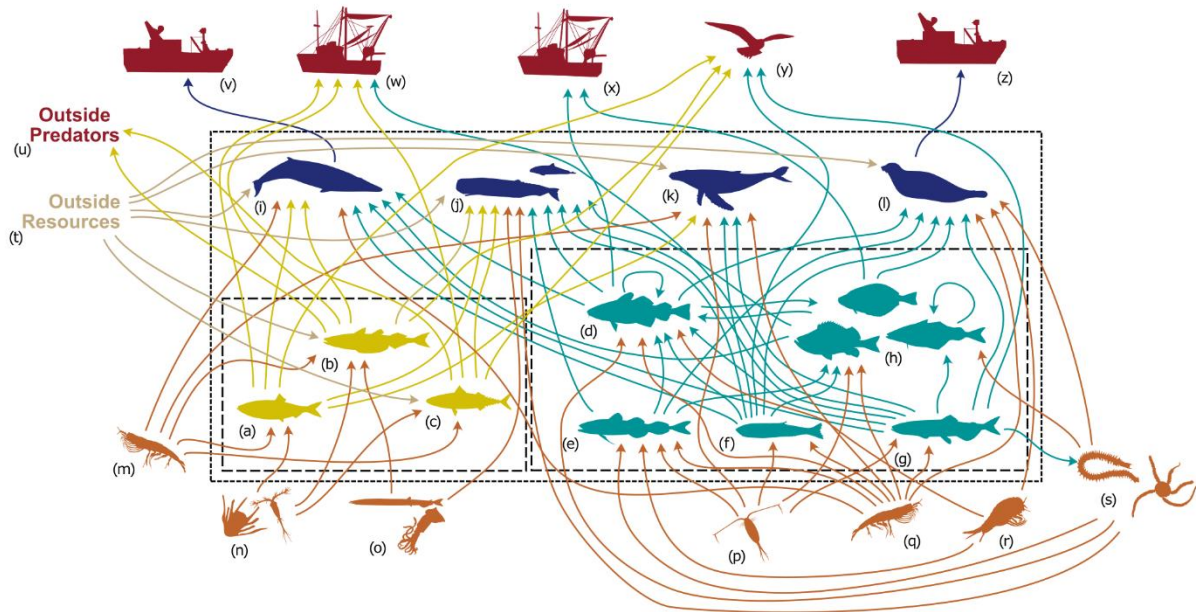 (v)
(w)
(x)
(y)
(z)
Outside
Predators
(u)
Outside
Resources
(t)
(i)
(j)
(k)
(l)
(d)
(b)
(h)
(a)
(c)
(e)
(f)
(g)
(m)
(n)
(o)
(p)
(q)
(r)
(s)